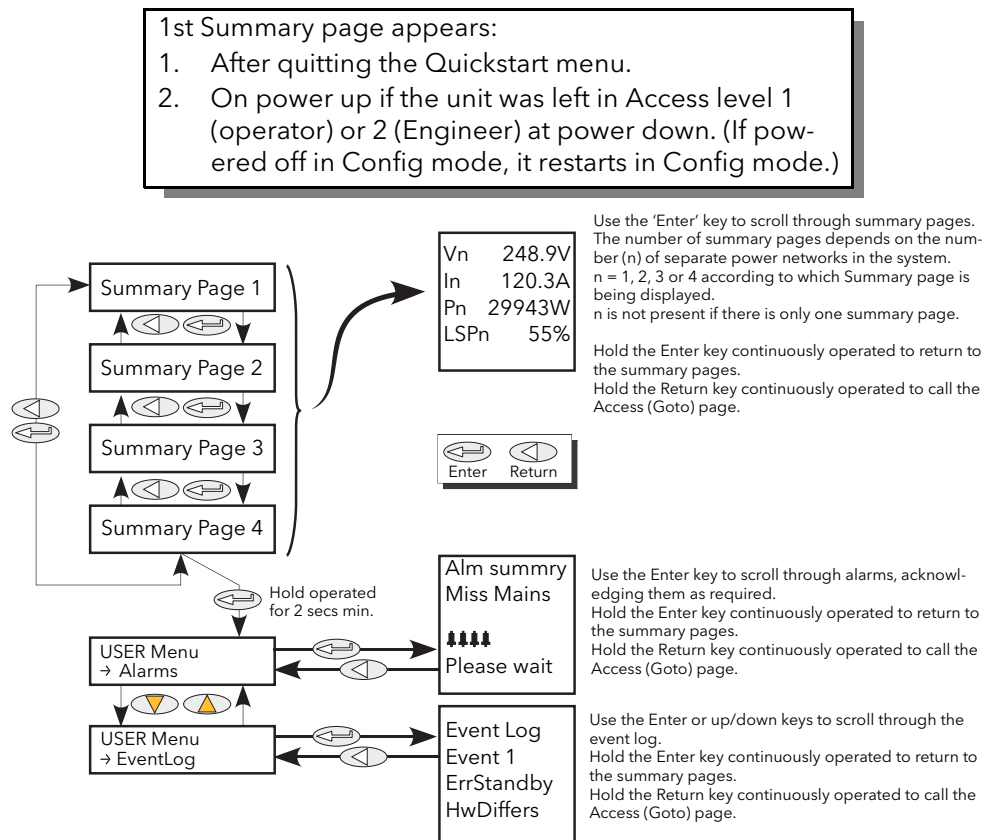 1st Summary page appears:
1. After quitting the Quickstart menu.
2. On power up if the unit was left in Access level 1
(operator) or 2 (Engineer) at power down. (If pow-
ered off in Config mode, it restarts in Config mode.)
Summary Page 1
Summary Page 2
Summary Page 3
Summary Page 4
Vn 248.9V
In 120.3A
Pn 29943W
LSPn 55%
Use the ‘Enter’ key to scroll through summary pages.
The number of summary pages depends on the num-
ber (n) of separate power networks in the system.
n = 1, 2, 3 or 4 according to which Summary page is
being displayed.
n is not present if there is only one summary page.
Hold the Enter key continuously operated to return to
the summary pages.
Hold the Return key continuously operated to call the
Access (Goto) page.
Enter Return
Hold operated
for 2 secs min.
USER Menu
→ Alarms
Alm summry
Miss Mains
Please wait
Use the Enter key to scroll through alarms, acknowl-
edging them as required.
Hold the Enter key continuously operated to return to
the summary pages.
Hold the Return key continuously operated to call the
Access (Goto) page.
USER Menu
→ EventLog
Event Log
Event 1
ErrStandby
HwDiffers
Use the Enter or up/down keys to scroll through the
event log.
Hold the Enter key continuously operated to return to
the summary pages.
Hold the Return key continuously operated to call the
Access (Goto) page.